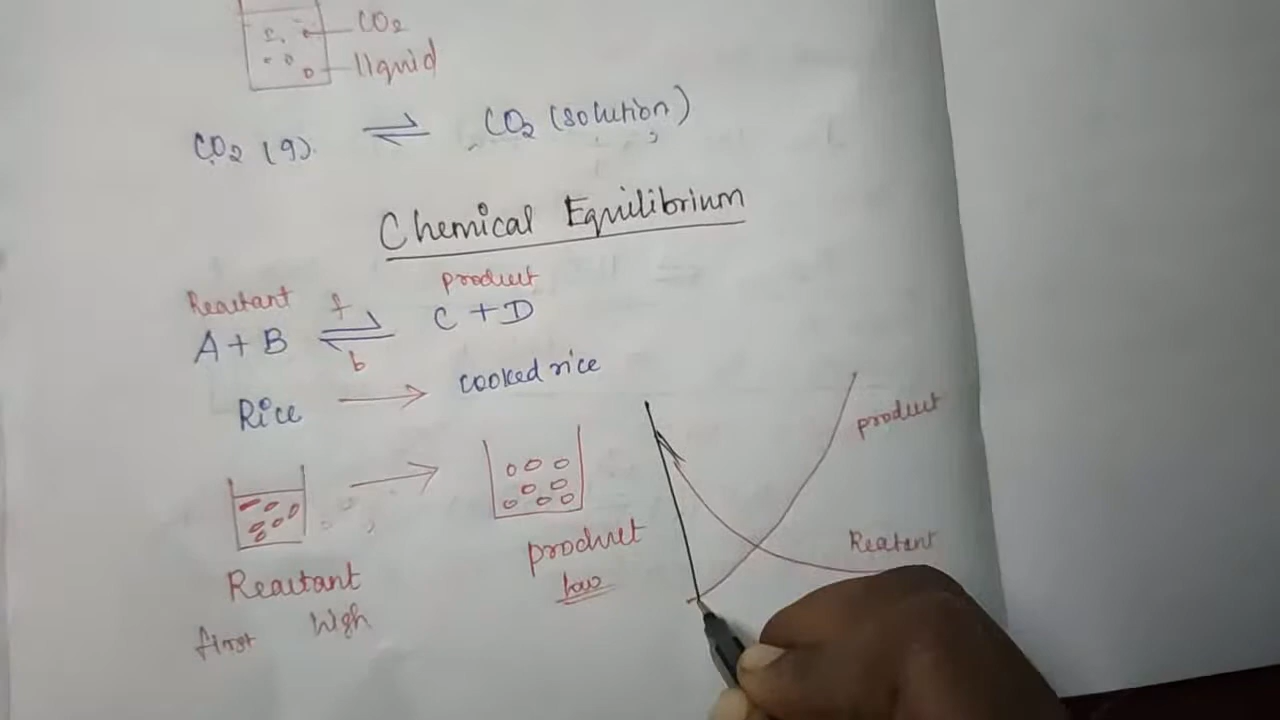 CO₂
liquid
CO₂ (g) ⇌ CO₂ (solution)
Chemical Equilibrium
Reactant product
A + B f ⇌ b C + D
Rice → cooked rice
→
product
Reactant
Reactant product
high low
first